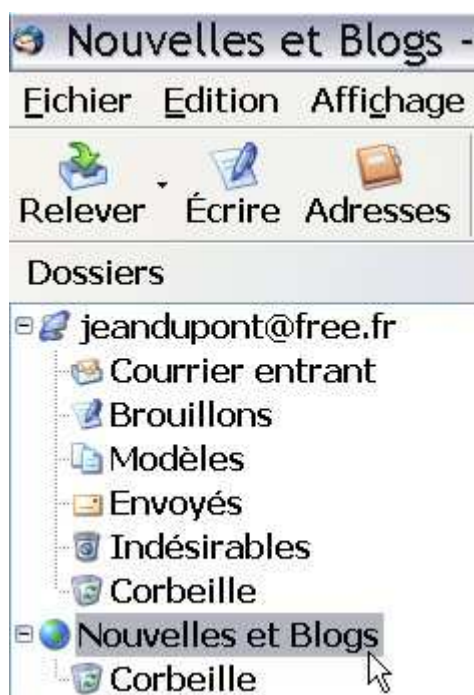 Nouvelles et Blogs -
Eichier Edition Affichage
Relever Écrire Adresses
Dossiers
jeandupont@free.fr
Courrier entrant
Brouillons
Modèles
Envoyés
Indésirables
Corbeille
Nouvelles et Blogs
Corbeille